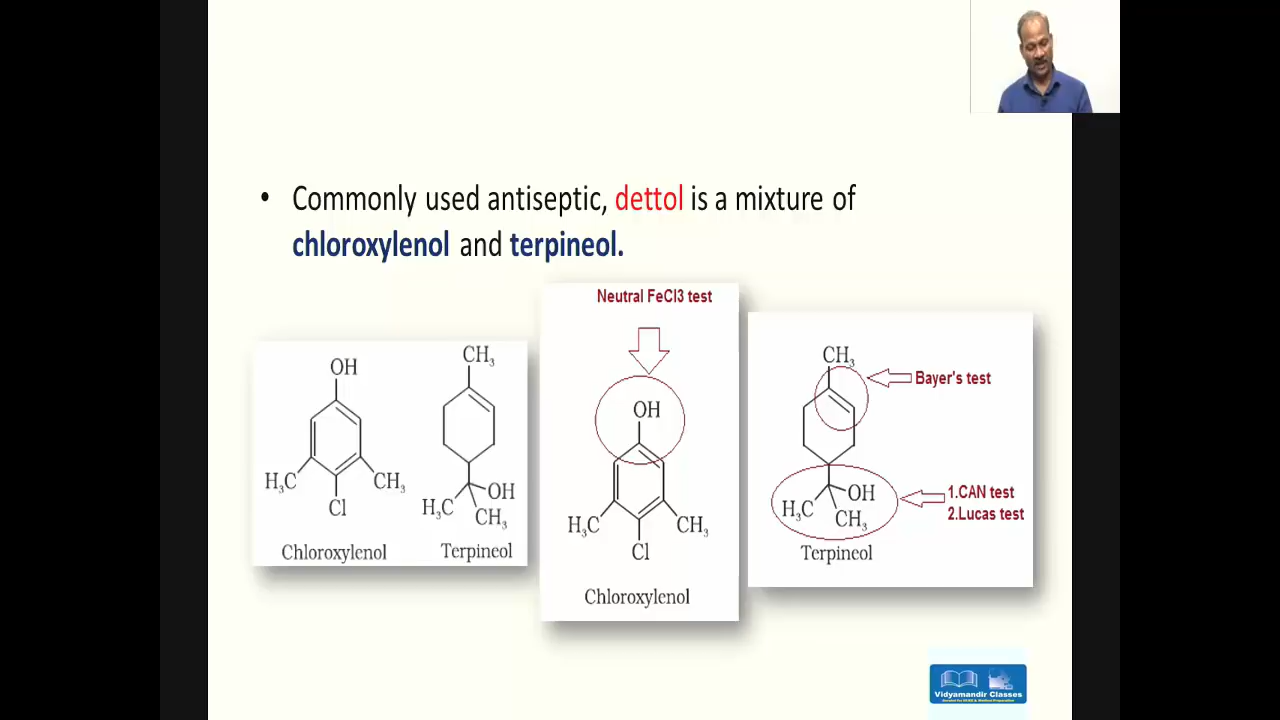 • Commonly used antiseptic, dettol is a mixture of
chloroxylenol and terpineol.
OH
H₃C
CH₃
Cl
Chloroxylenol
CH₃
OH
H₃C
CH₃
Terpineol
Neutral FeCl3 test
OH
H₃C
CH₃
Cl
Chloroxylenol
CH₃
Bayer's test
OH
H₃C
CH₃
1.CAN test
2.Lucas test
Terpineol
Vidyamandir Classes